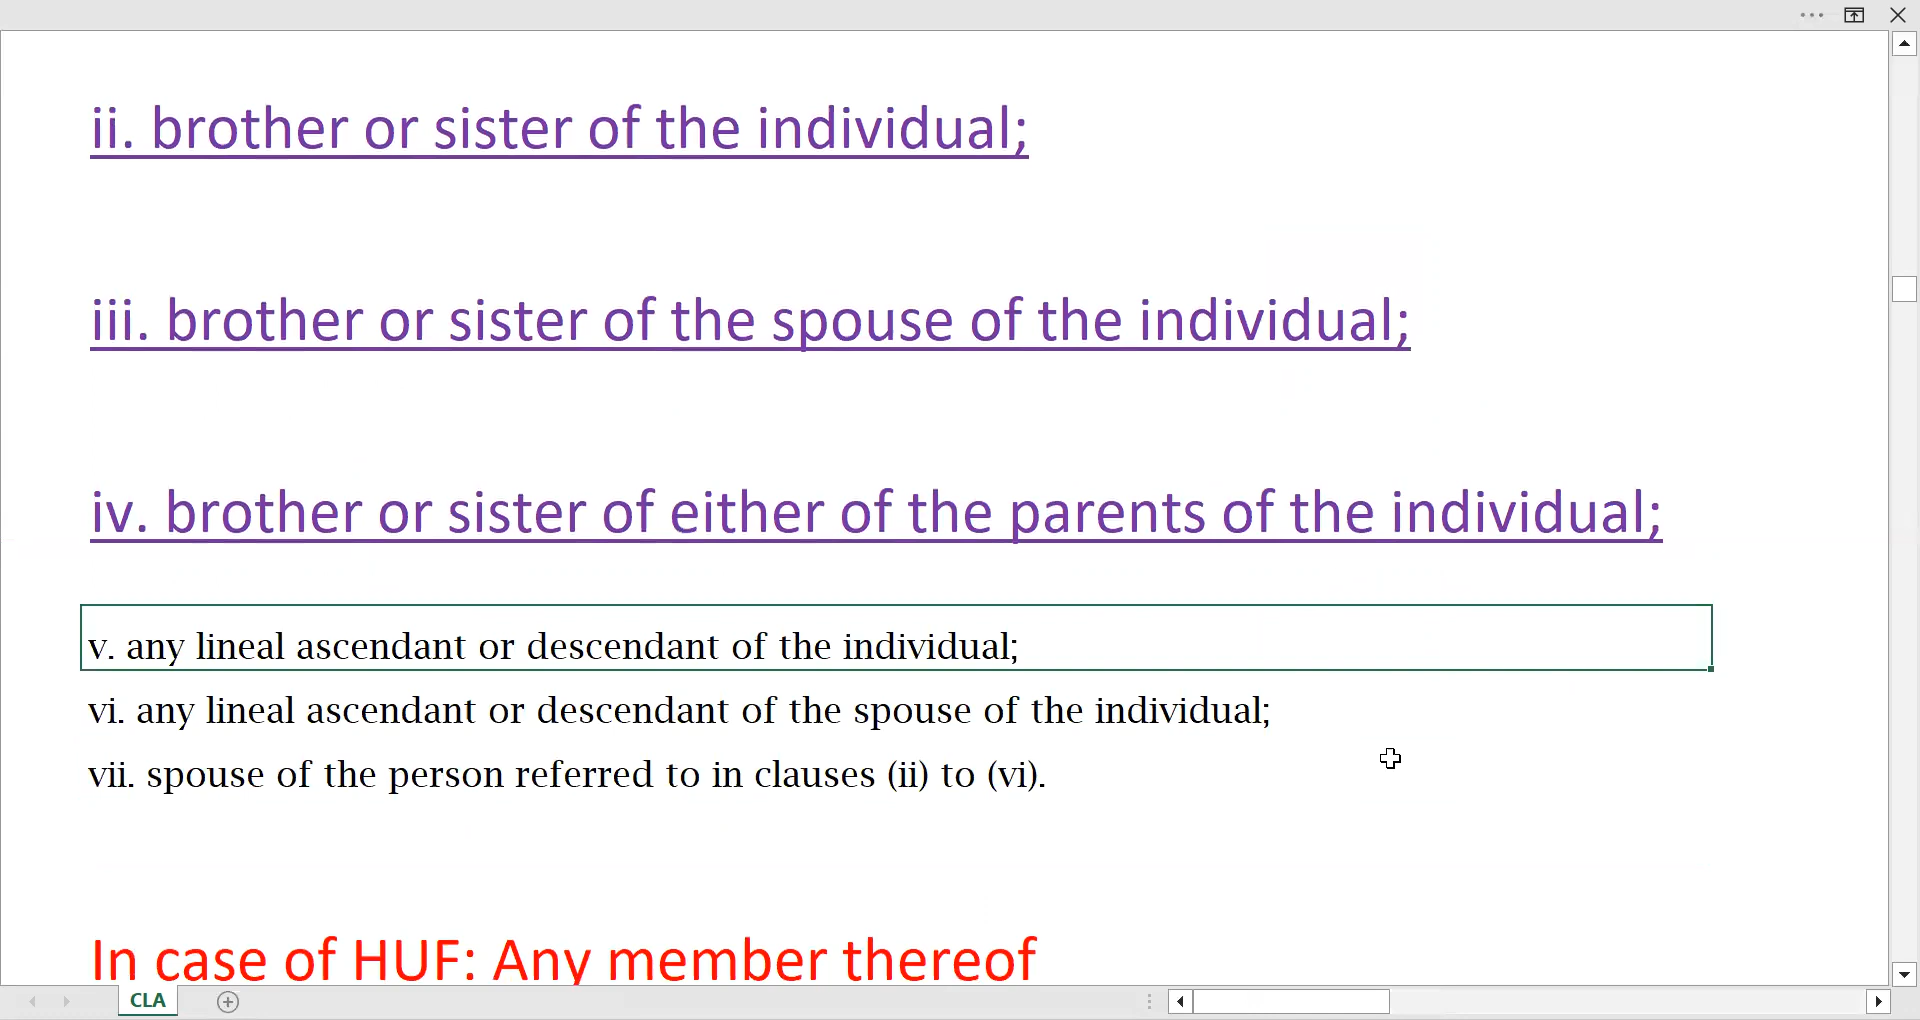 ii. brother or sister of the individual;
iii. brother or sister of the spouse of the individual;
iv. brother or sister of either of the parents of the individual;
v. any lineal ascendant or descendant of the individual;
vi. any lineal ascendant or descendant of the spouse of the individual;
vii. spouse of the person referred to in clauses (ii) to (vi).
In case of HUF: Any member thereof
CLA